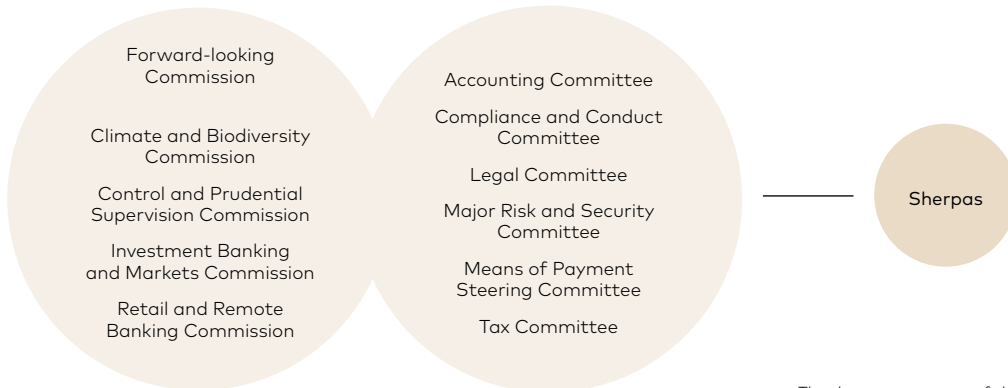 Forward-looking
Commission
Climate and Biodiversity
Commission
Control and Prudential
Supervision Commission
Investment Banking
and Markets Commission
Retail and Remote
Banking Commission
Accounting Committee
Compliance and Conduct
Committee
Legal Committee
Major Risk and Security
Committee
Means of Payment
Steering Committee
Tax Committee
Sherpas